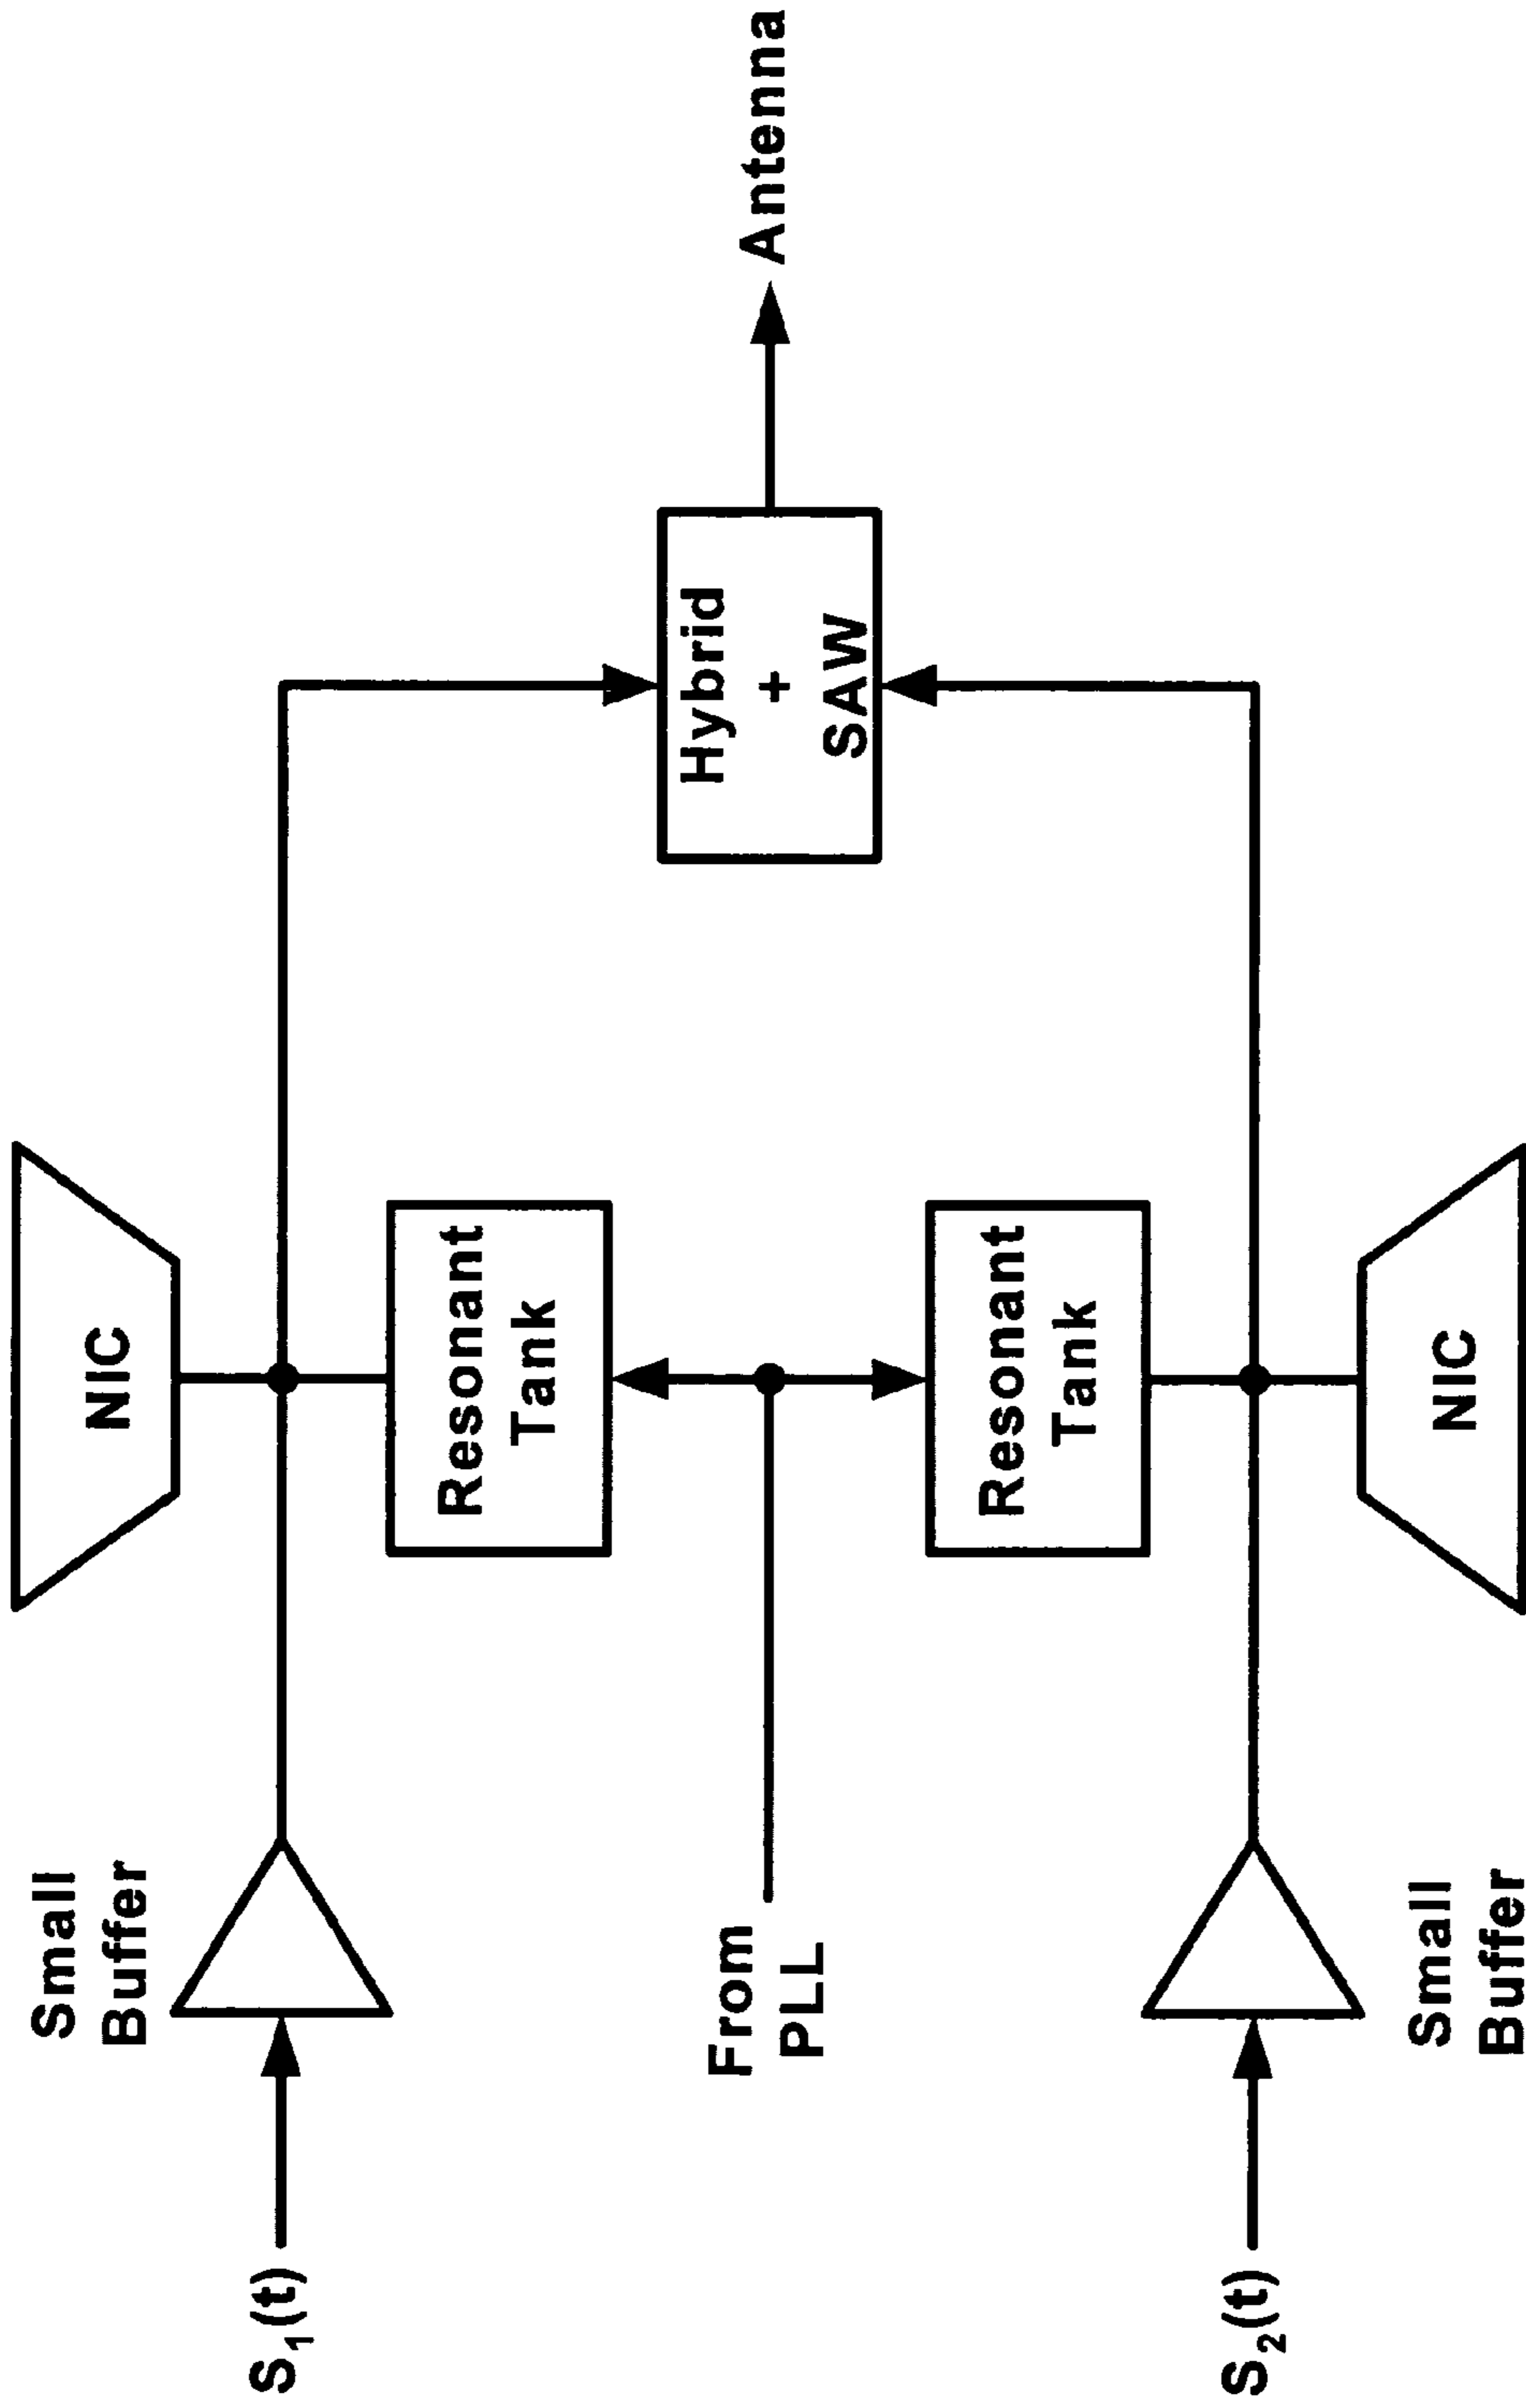 NIC
Small
Buffer
S1(t)
Resonant
Tank
Hybrid
+
SAW
Antenna
From
PLL
Resonant
Tank
S2(t)
Small
Buffer
NIC